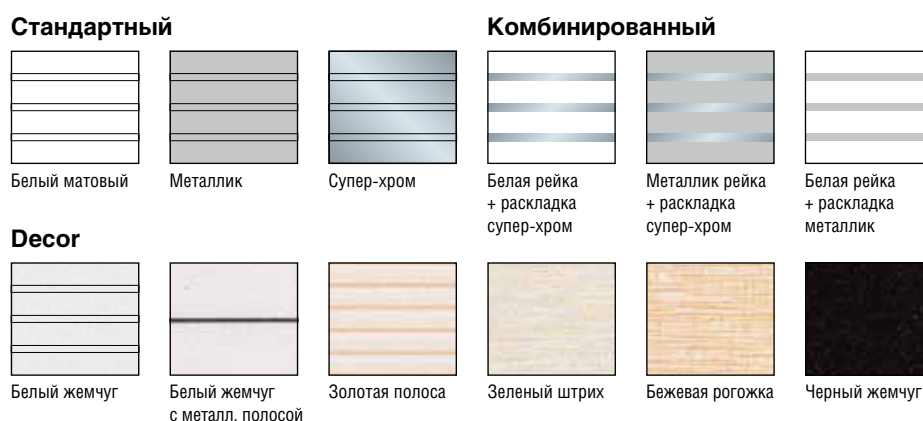 Стандартный
Комбинированный
Белый матовый
Металлик
Супер-хром
Белая рейка
+ раскладка
супер-хром
Металлик рейка
+ раскладка
супер-хром
Белая рейка
+ раскладка
металлик
Decor
Белый жемчуг
Белый жемчуг
с металл. полосой
Золотая полоса
Зеленый штрих
Бежевая рогожка
Черный жемчуг